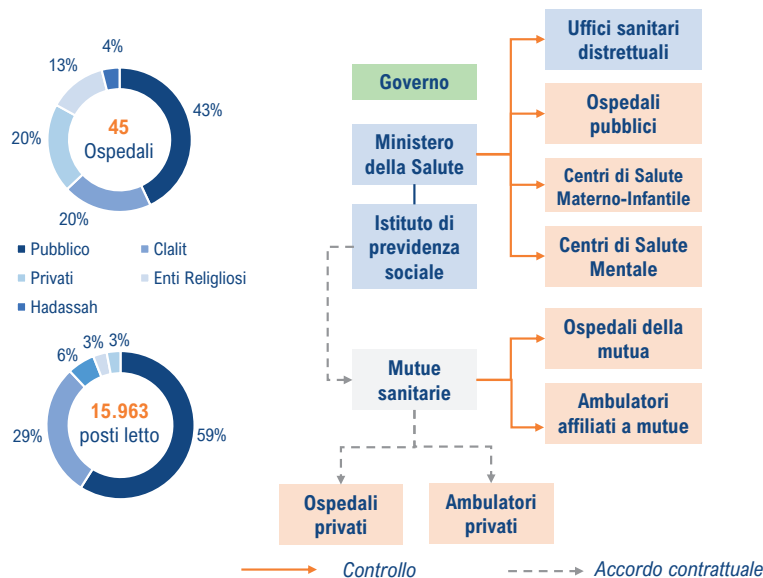 4%
13%
43%
20%
20%
45
Ospedali
Pubblico
Clalit
Privati
Enti Religiosi
Hadassah
3%
3%
6%
29%
59%
15.963
posti letto
Governo
Ministero
della Salute
Istituto di
previdenza
sociale
Mutue
sanitarie
Ospedali
privati
Ambulatori
privati
Uffici sanitari
distrettuali
Ospedali
pubblici
Centri di Salute
Materno-Infantile
Centri di Salute
Mentale
Ospedali della
mutua
Ambulatori
affiliati a mutue
Controllo
Accordo contrattuale